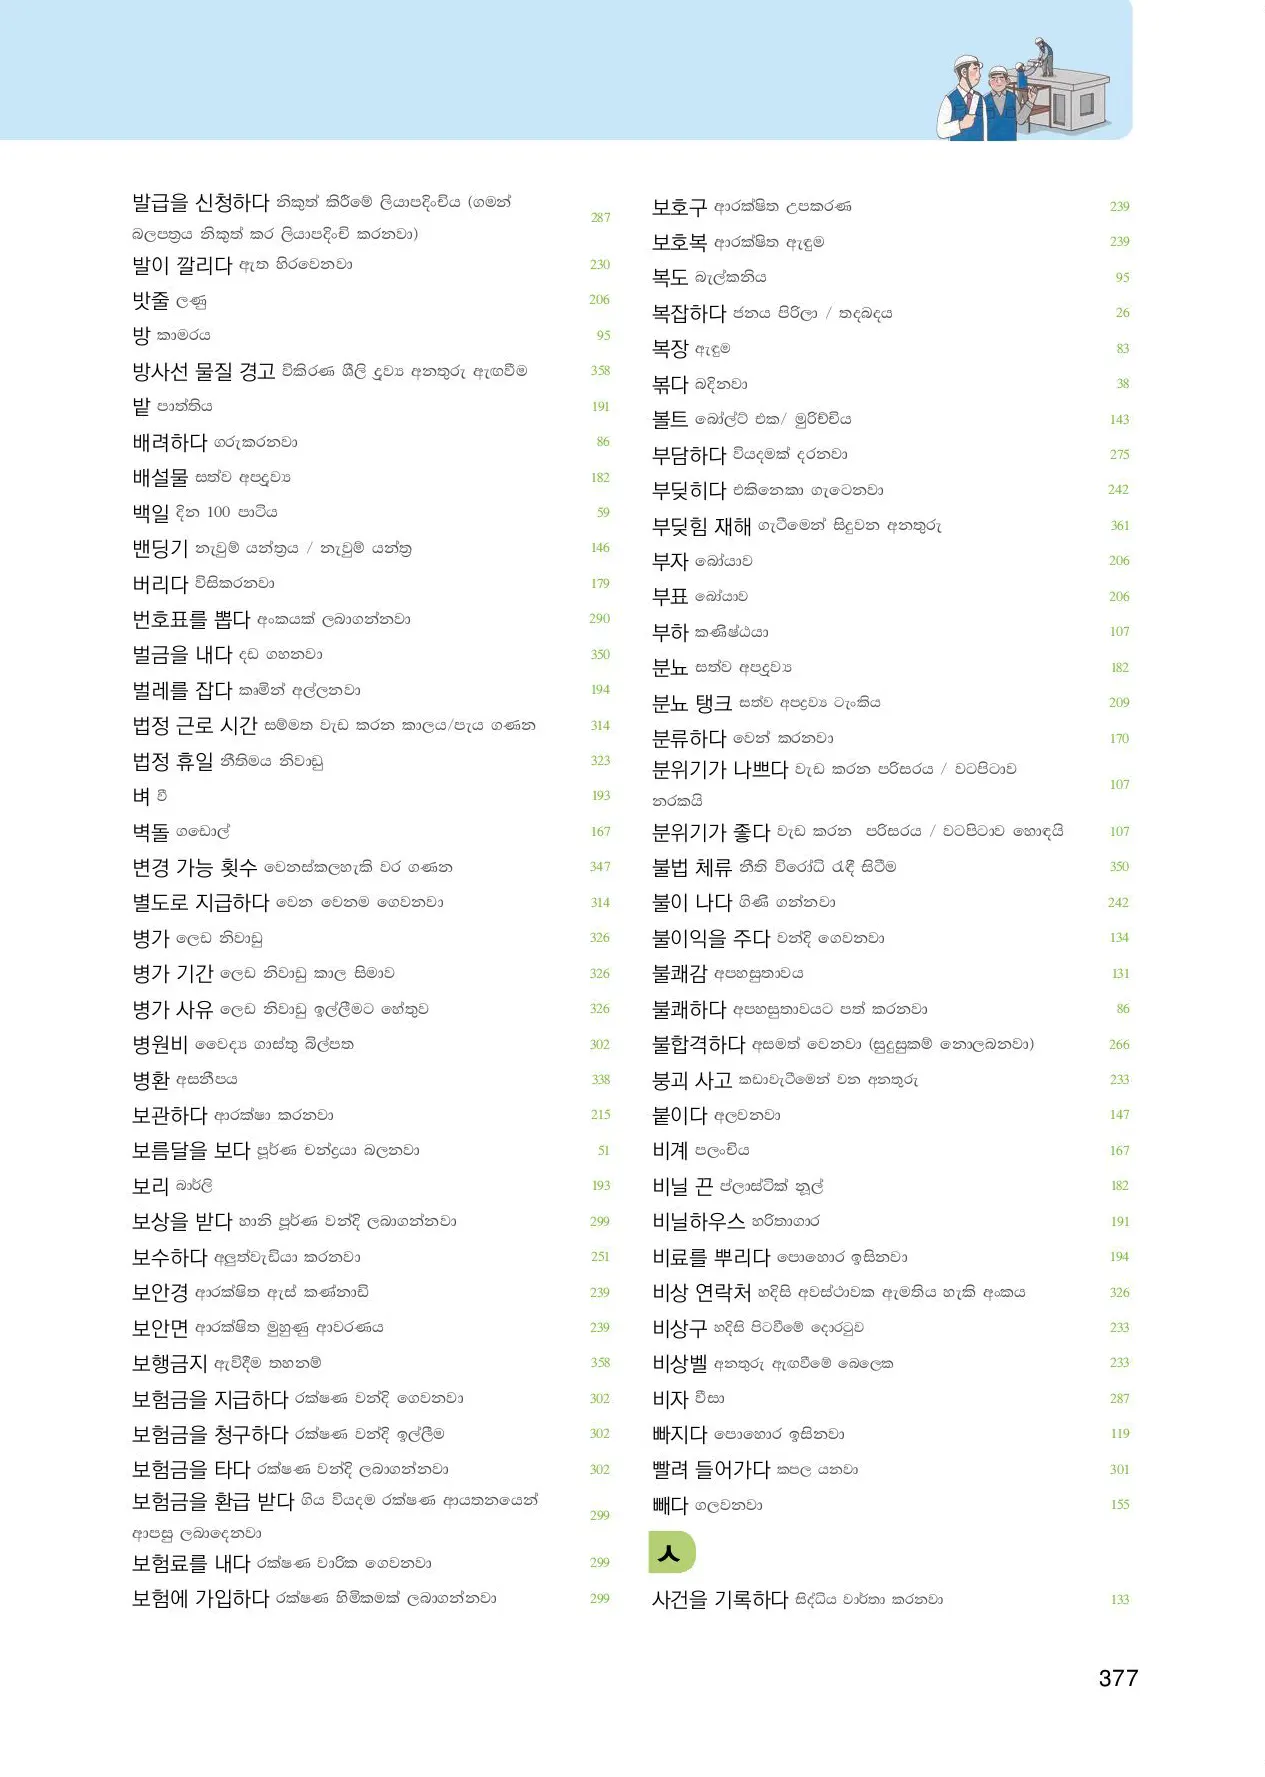 발급을 신청하다 නිකුත් කිරීමේ ලියාපදිංචිය (ගමන් 287
බලපත්‍රය නිකුත් කර ලියාපදිංචි කරනවා)
발이 깔리다 ඇත හිරවෙනවා 230
밧줄 ලණු 206
방 කාමරය 95
방사선 물질 경고 විකිරණ ශීලි ද්‍රව්‍ය අනතුරු ඇඟවීම 358
밭 පාත්තිය 191
배려하다 ගරුකරනවා 86
배설물 සත්ව අපද්‍රව්‍ය 182
백일 දින 100 පාටිය 59
밴딩기 නැවුම් යන්ත්‍රය / නැවුම් යන්ත්‍ර 146
버리다 විසිකරනවා 179
번호표를 뽑다 අංකයක් ලබාගන්නවා 290
벌금을 내다 දඩ ගහනවා 350
벌레를 잡다 කෘමීන් අල්ලනවා 194
법정 근로 시간 සම්මත වැඩ කරන කාලය/පැය ගණන 314
법정 휴일 නීතිමය නිවාඩු 323
벼 වී 193
벽돌 ගඩොල් 167
변경 가능 횟수 වෙනස්කලහැකි වර ගණන 347
별도로 지급하다 වෙන වෙනම ගෙවනවා 314
병가 ලෙඩ නිවාඩු 326
병가 기간 ලෙඩ නිවාඩු කාල සීමාව 326
병가 사유 ලෙඩ නිවාඩු ඉල්ලීමට හේතුව 326
병원비 වෛද්‍ය ගාස්තු බිල්පත 302
병환 අසනීපය 338
보관하다 ආරක්ෂා කරනවා 215
보름달을 보다 පූර්ණ චන්ද්‍රයා බලනවා 51
보리 බාර්ලි 193
보상을 받다 හානි පූර්ණ වන්දි ලබාගන්නවා 299
보수하다 අලුත්වැඩියා කරනවා 251
보안경 ආරක්ෂිත ඇස් කණ්නාඩි 239
보안면 ආරක්ෂිත මුහුණු ආවරණය 239
보행금지 ඇවිදීම තහනම් 358
보험금을 지급하다 රක්ෂණ වන්දි ගෙවනවා 302
보험금을 청구하다 රක්ෂණ වන්දි ඉල්ලීම 302
보험금을 타다 රක්ෂණ වන්දි ලබාගන්නවා 302
보험금을 환급 받다 ගිය වියදම රක්ෂණ ආයතනයෙන් 299
ආපසු ලබාදෙනවා
보험료를 내다 රක්ෂණ වාරික ගෙවනවා 299
보험에 가입하다 රක්ෂණ හිමිකමක් ලබාගන්නවා 299
보호구 ආරක්ෂිත උපකරණ 239
보호복 ආරක්ෂිත ඇඳුම 239
복도 බැල්කනිය 95
복잡하다 ජනය පිරිලා / තදබදය 26
복장 ඇඳුම 83
볶다 බදිනවා 38
볼트 බෝල්ට් එක/ මුරිච්චිය 143
부담하다 වියදමක් දරනවා 275
부딪히다 එකිනෙකා ගැටෙනවා 242
부딪힘 재해 ගැටීමෙන් සිදුවන අනතුරු 361
부자 බෝයාව 206
부표 බෝයාව 206
부하 කණිෂ්ඨයා 107
분뇨 සත්ව අපද්‍රව්‍ය 182
분뇨 탱크 සත්ව අපද්‍රව්‍ය ටැංකිය 209
분류하다 වෙන් කරනවා 170
분위기가 나쁘다 වැඩ කරන පරිසරය / වටපිටාව 107
නරකයි
분위기가 좋다 වැඩ කරන පරිසරය / වටපිටාව හොඳයි 107
불법 체류 නීති විරෝධි රැඳී සිටීම 350
불이 나다 ගිණි ගන්නවා 242
불이익을 주다 වන්දි ගෙවනවා 134
불쾌감 අපහසුතාවය 131
불쾌하다 අපහසුතාවයට පත් කරනවා 86
불합격하다 අසමත් වෙනවා (සුදුසුකම් නොලබනවා) 266
붕괴 사고 කඩාවැටීමෙන් වන අනතුරු 233
붙이다 අලවනවා 147
비계 පලංචිය 167
비닐 끈 ප්ලාස්ටික් නූල් 182
비닐하우스 හරිතාගාර 191
비료를 뿌리다 පොහොර ඉසිනවා 194
비상 연락처 හදිසි අවස්ථාවක ඇමතිය හැකි අංකය 326
비상구 හදිසි පිටවීමේ දොරටුව 233
비상벨 අනතුරු ඇඟවීමේ බෙලෙක 233
비자 වීසා 287
빠지다 පොහොර ඉසිනවා 119
빨려 들어가다 කපල යනවා 301
빼다 ගලවනවා 155
ㅅ
사건을 기록하다 සිද්ධිය වාර්තා කරනවා 133
377